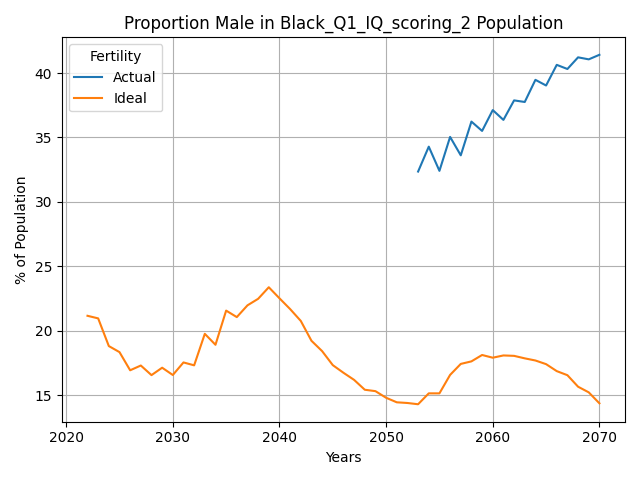 Proportion Male in Black_Q1_IQ_scoring_2 Population
Fertility
Actual
Ideal
% of Population
40
35
30
25
20
15
2020
2030
2040
2050
2060
2070
Years